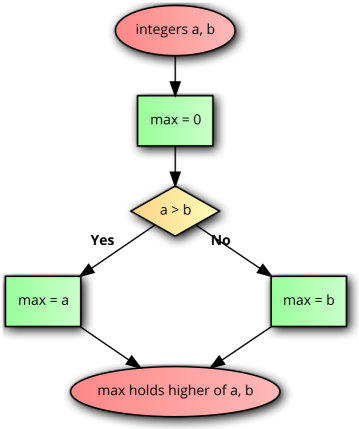 integers a, b
max = 0
a > b
Yes
No
max = a
max = b
max holds higher of a, b